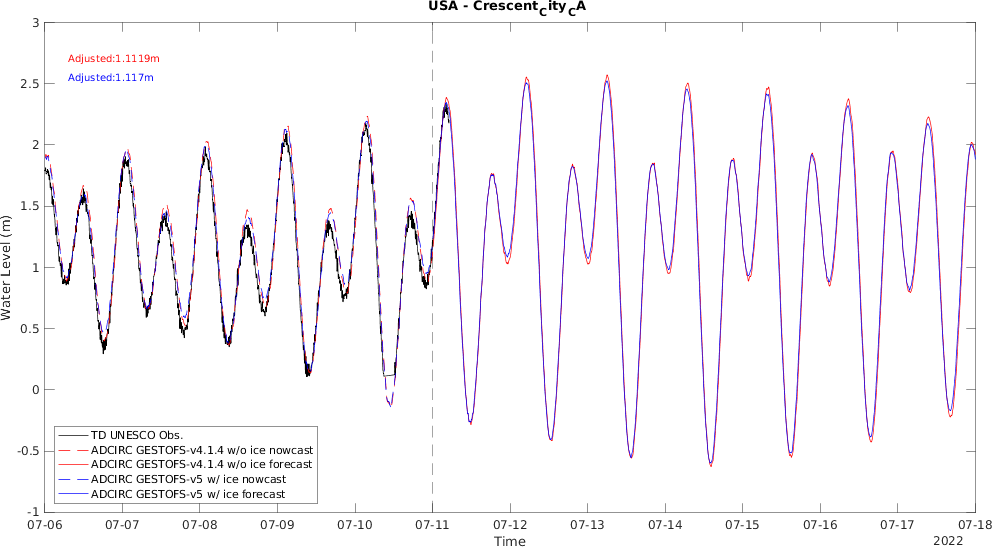 USA - Crescent_City_CA
3
2.5
2
1.5
1
0.5
0
-0.5
-1
Water Level (m)
Adjusted:1.1119m
Adjusted:1.117m
TD UNESCO Obs.
ADCIRC GESTOFS-v4.1.4 w/o ice nowcast
ADCIRC GESTOFS-v4.1.4 w/o ice forecast
ADCIRC GESTOFS-v5 w/ ice nowcast
ADCIRC GESTOFS-v5 w/ ice forecast
07-06 07-07 07-08 07-09 07-10 07-11 07-12 07-13 07-14 07-15 07-16 07-17 07-18
Time
2022